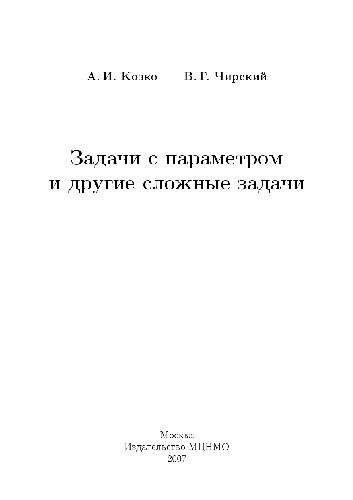 А. И. Козко В. Г. Чирский
Задачи с параметром
и другие сложные задачи
Москва
Издательство МЦНМО
2007